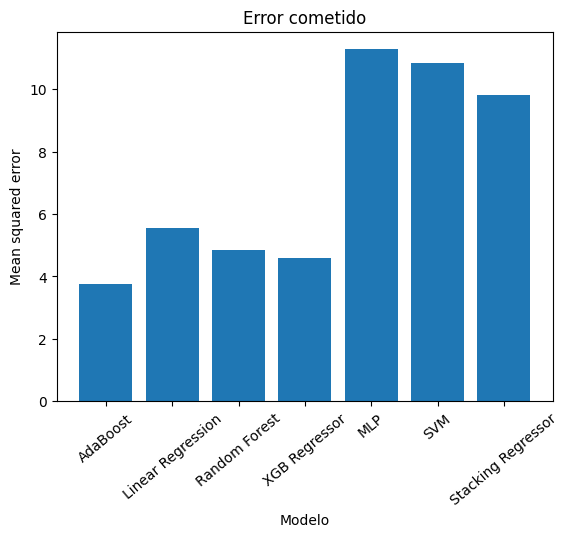 Error cometido
Mean squared error
10
8
6
4
2
0
AdaBoost
Linear Regression
Random Forest
XGB Regressor
MLP
SVM
Stacking Regressor
Modelo